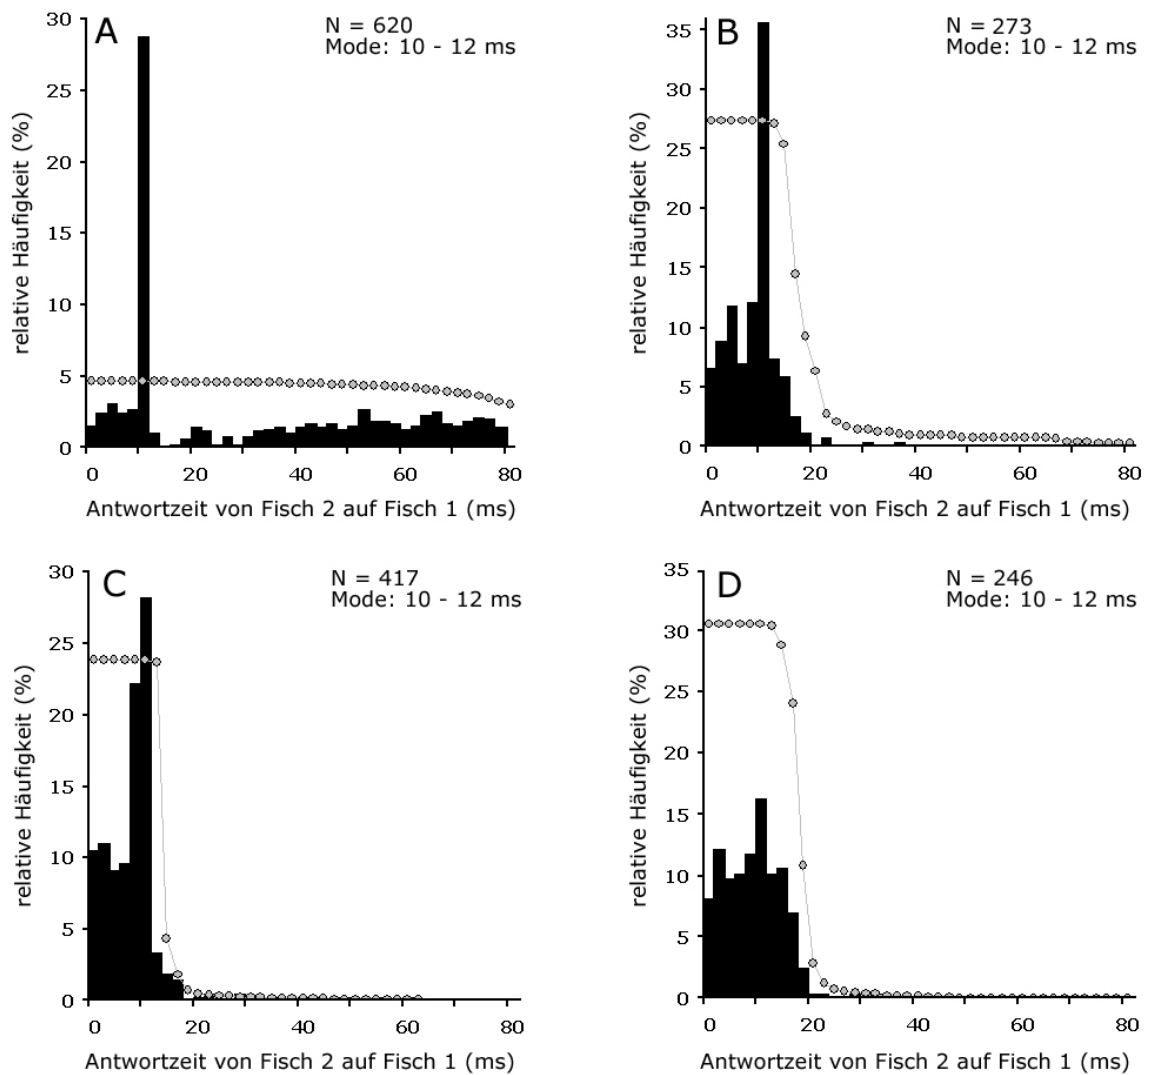 A
N = 620
Mode: 10 - 12 ms
30
25
20
15
10
5
0
relative Häufigkeit (%)
0 20 40 60 80
Antwortzeit von Fisch 2 auf Fisch 1 (ms)
B
N = 273
Mode: 10 - 12 ms
35
30
25
20
15
10
5
0
relative Häufigkeit (%)
0 20 40 60 80
Antwortzeit von Fisch 2 auf Fisch 1 (ms)
C
N = 417
Mode: 10 - 12 ms
30
25
20
15
10
5
0
relative Häufigkeit (%)
0 20 40 60 80
Antwortzeit von Fisch 2 auf Fisch 1 (ms)
D
N = 246
Mode: 10 - 12 ms
35
30
25
20
15
10
5
0
relative Häufigkeit (%)
0 20 40 60 80
Antwortzeit von Fisch 2 auf Fisch 1 (ms)